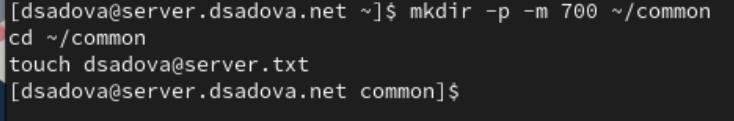 [dsadova@server.dsadova.net ~]$ mkdir -p -m 700 ~/common
cd ~/common
touch dsadova@server.txt
[dsadova@server.dsadova.net common]$